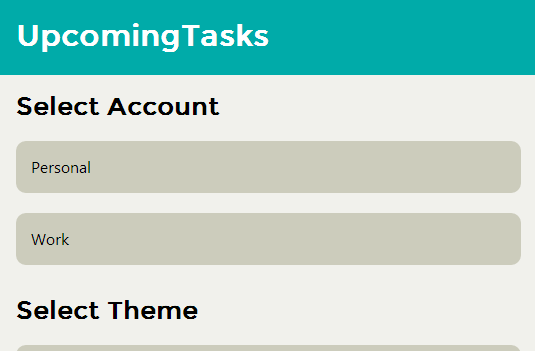 UpcomingTasks
Select Account
Personal
Work
Select Theme